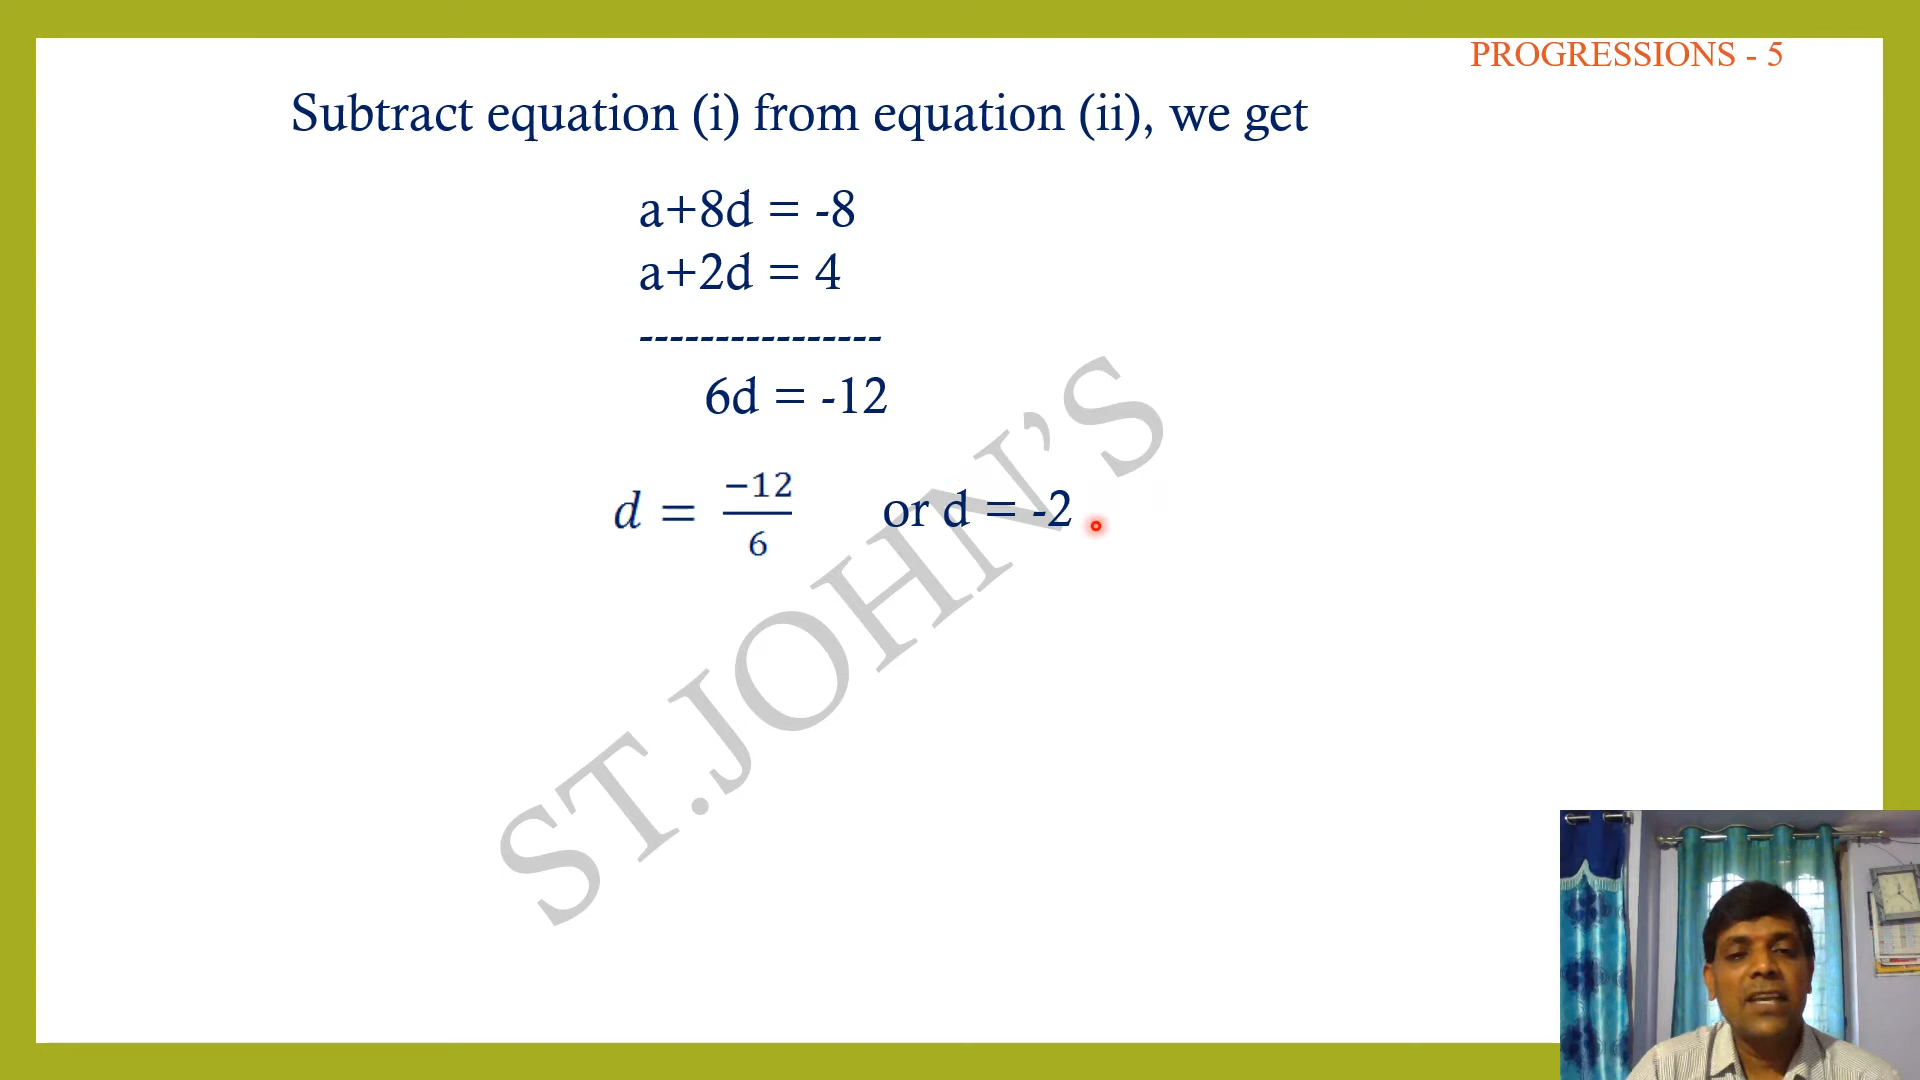 PROGRESSIONS - 5
Subtract equation (i) from equation (ii), we get
a+8d = -8
a+2d = 4
----------------
6d = -12
d = −12/6 or d = -2
ST.JOHN’S